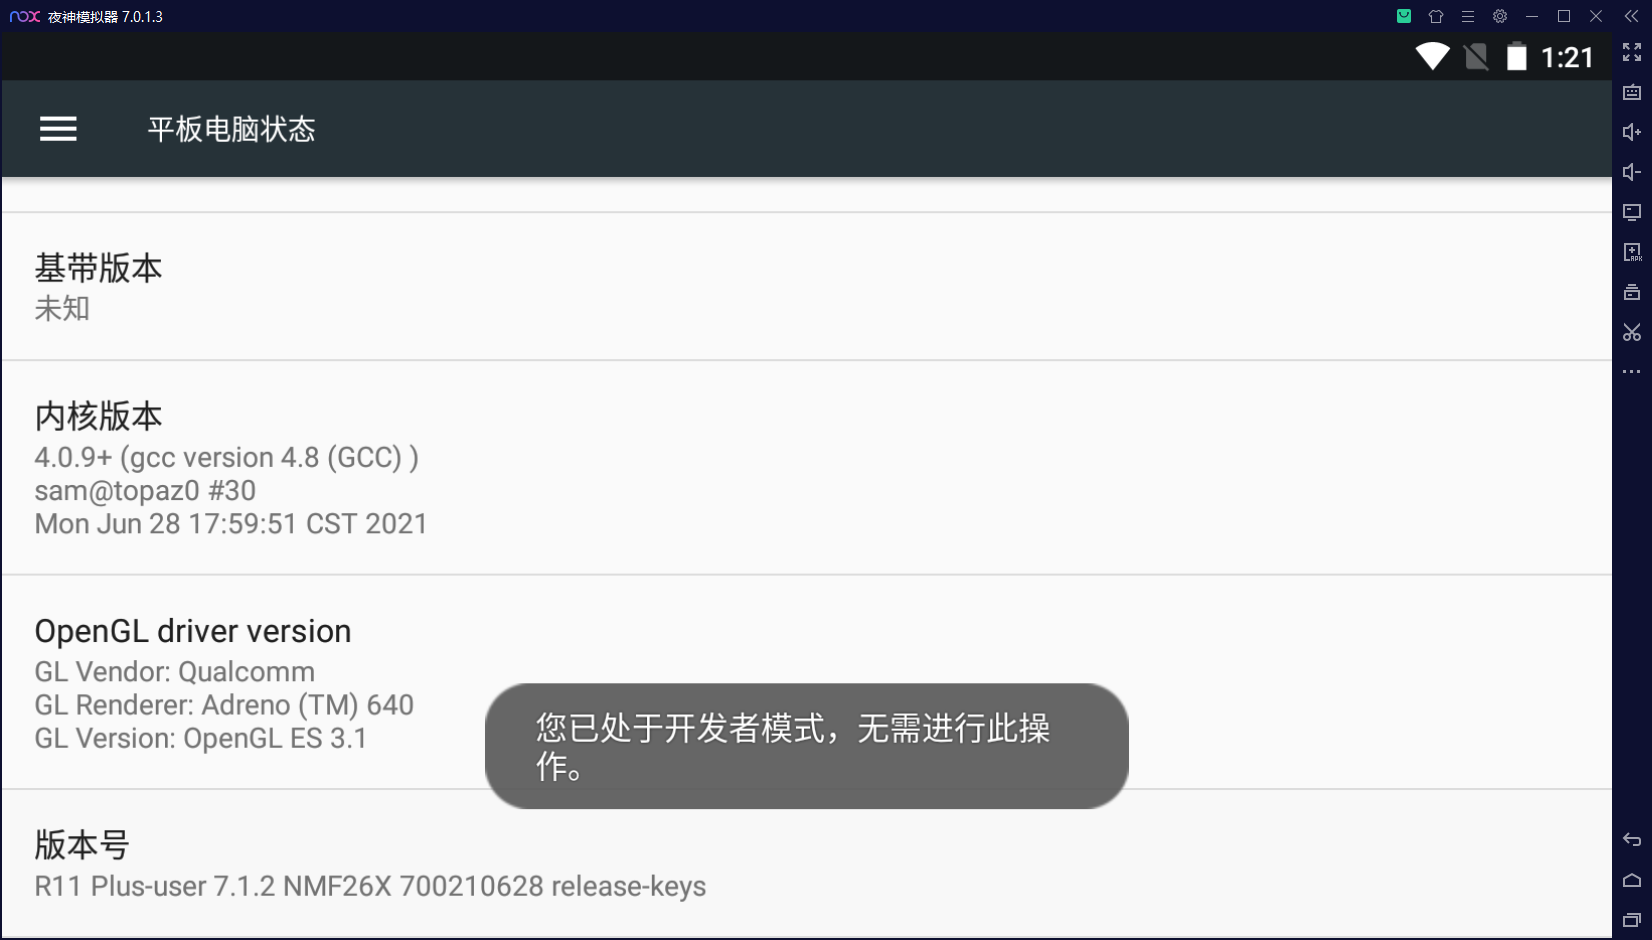 nox 夜神模拟器 7.0.1.3
1:21
平板电脑状态
基带版本
未知
内核版本
4.0.9+ (gcc version 4.8 (GCC) )
sam@topaz0 #30
Mon Jun 28 17:59:51 CST 2021
OpenGL driver version
GL Vendor: Qualcomm
GL Renderer: Adreno (TM) 640
GL Version: OpenGL ES 3.1
您已处于开发者模式，无需进行此操
作。
版本号
R11 Plus-user 7.1.2 NMF26X 700210628 release-keys
APK